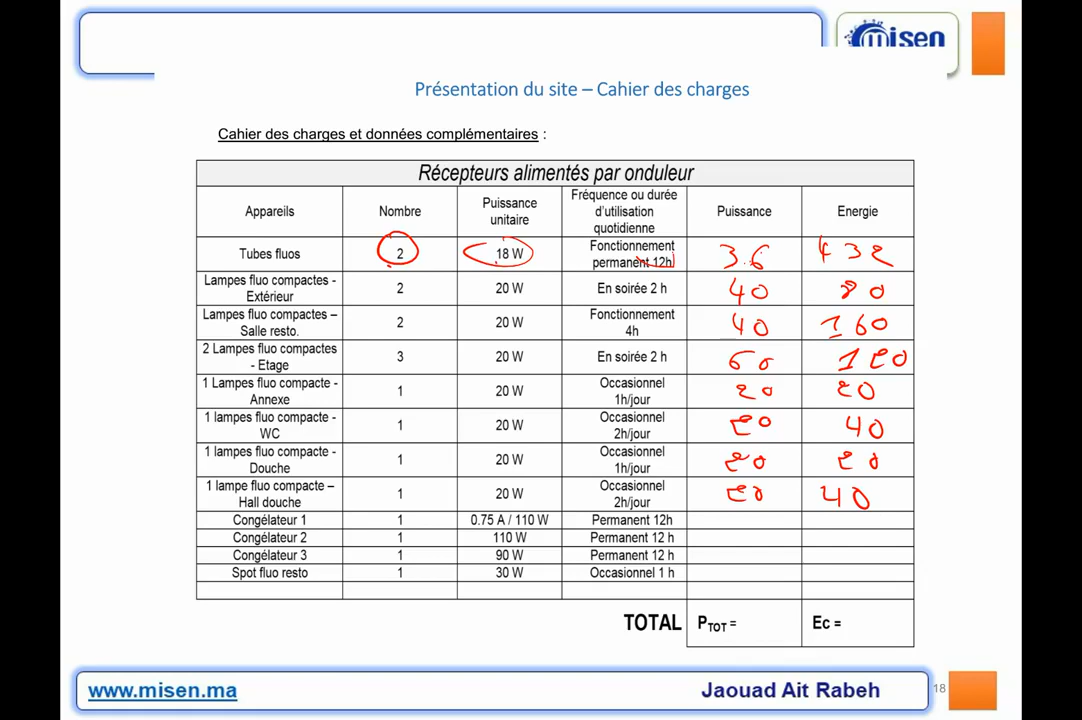 misen
Présentation du site – Cahier des charges
Cahier des charges et données complémentaires :
Récepteurs alimentés par onduleur
Appareils Nombre Puissance unitaire Fréquence ou durée d'utilisation quotidienne Puissance Energie
Tubes fluos 2 18 W Fonctionnement permanent 12h 36 432
Lampes fluo compactes - Extérieur 2 20 W En soirée 2 h 40 80
Lampes fluo compactes – Salle resto. 2 20 W Fonctionnement 4h 40 160
2 Lampes fluo compactes - Etage 3 20 W En soirée 2 h 60 120
1 Lampes fluo compacte - Annexe 1 20 W Occasionnel 1h/jour 20 20
1 lampes fluo compacte - WC 1 20 W Occasionnel 2h/jour 20 40
1 lampes fluo compacte - Douche 1 20 W Occasionnel 1h/jour 20 20
1 lampe fluo compacte – Hall douche 1 20 W Occasionnel 2h/jour 20 40
Congélateur 1 1 0.75 A / 110 W Permanent 12h
Congélateur 2 1 110 W Permanent 12 h
Congélateur 3 1 90 W Permanent 12 h
Spot fluo resto 1 30 W Occasionnel 1 h
TOTAL PTOT = Ec =
www.misen.ma Jaouad Ait Rabeh 18